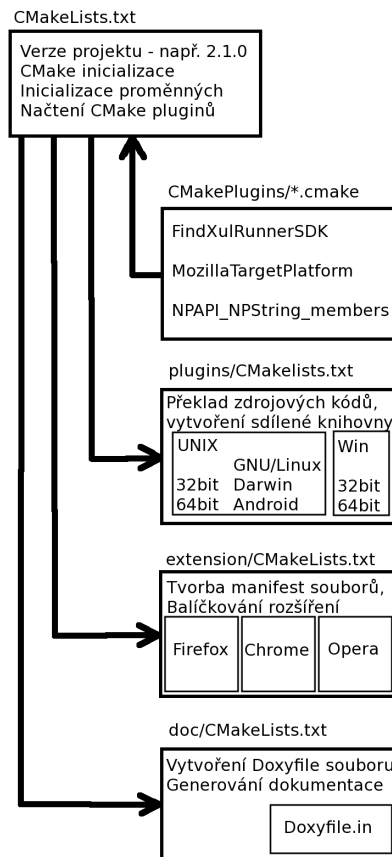 CMakeLists.txt
Verze projektu - např. 2.1.0
CMake inicializace
Inicializace proměnných
Načtení CMake pluginů
CMakePlugins/*.cmake
FindXulRunnerSDK
MozillaTargetPlatform
NPAPI_NPString_members
plugins/CMakelists.txt
Překlad zdrojových kódů,
vytvoření sdílené knihovny
UNIX
GNU/Linux
32bit Darwin
64bit Android
Win
32bit
64bit
extension/CMakeLists.txt
Tvorba manifest souborů,
Balíčkování rozšíření
Firefox
Chrome
Opera
doc/CMakeLists.txt
Vytvoření Doxyfile souboru
Generování dokumentace
Doxyfile.in